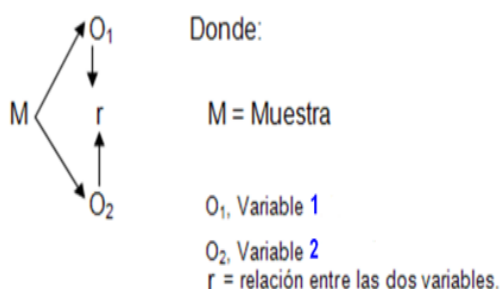 O₁ Donde:
M r M = Muestra
O₂ O₁, Variable 1
O₂, Variable 2
r = relación entre las dos variables.